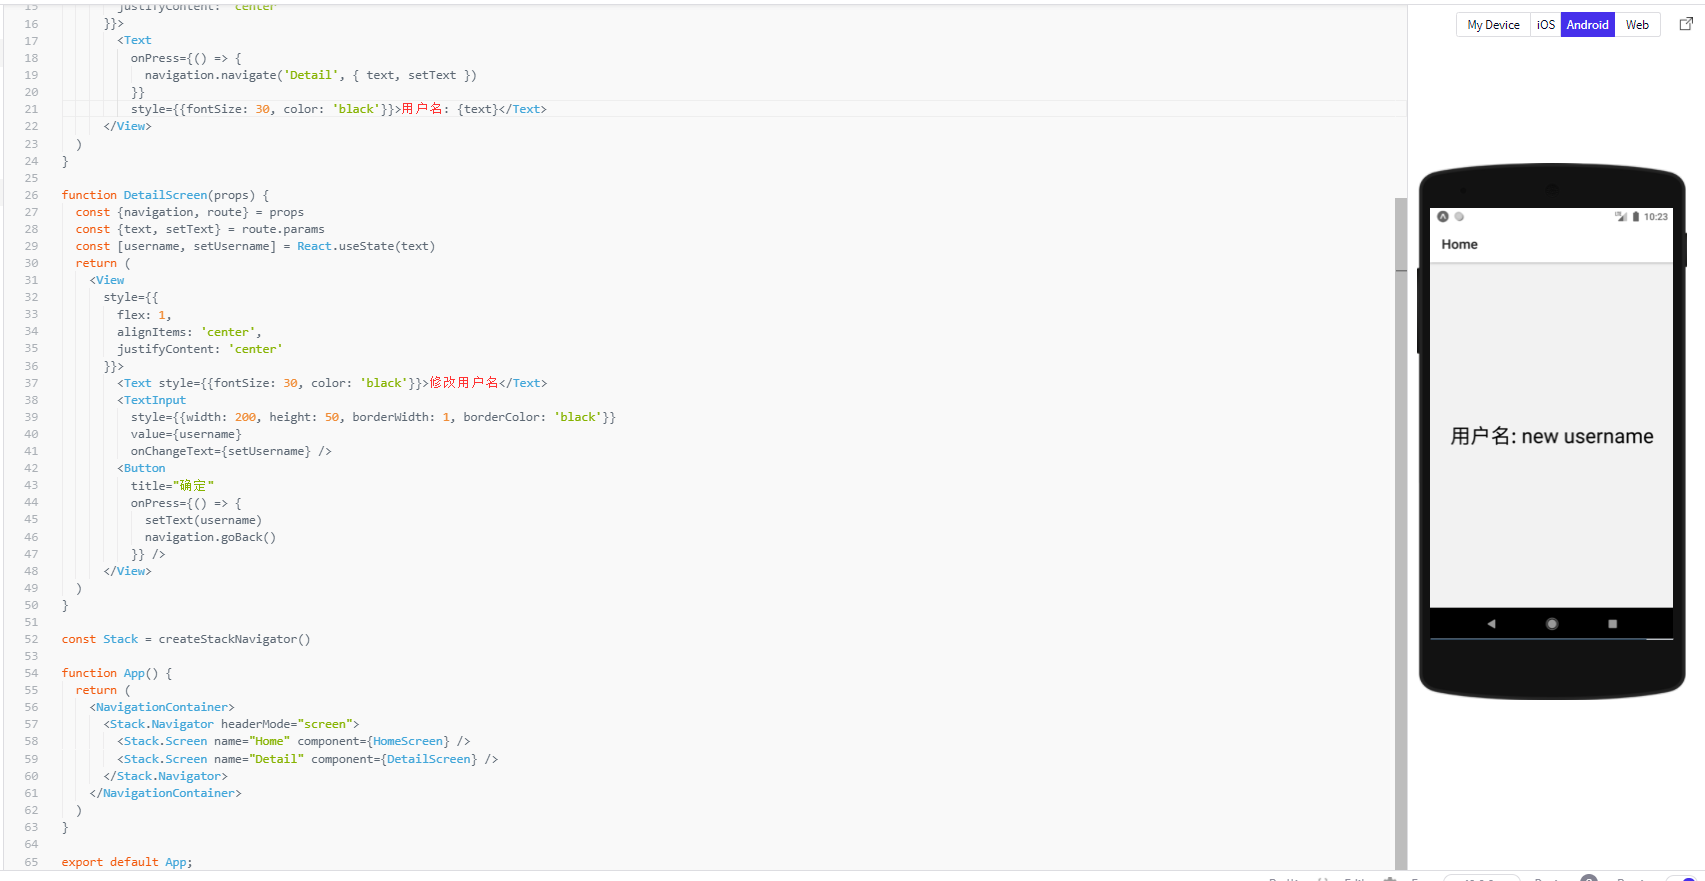 15 justifyContent: 'center'
16 }}>
17 <Text
18 onPress={() => {
19 navigation.navigate('Detail', { text, setText })
20 }}
21 style={{fontSize: 30, color: 'black'}}>用户名: {text}</Text>
22 </View>
23 )
24 }
25
26 function DetailScreen(props) {
27 const {navigation, route} = props
28 const {text, setText} = route.params
29 const [username, setUsername] = React.useState(text)
30 return (
31 <View
32 style={{
33 flex: 1,
34 alignItems: 'center',
35 justifyContent: 'center'
36 }}>
37 <Text style={{fontSize: 30, color: 'black'}}>修改用户名</Text>
38 <TextInput
39 style={{width: 200, height: 50, borderWidth: 1, borderColor: 'black'}}
40 value={username}
41 onChangeText={setUsername} />
42 <Button
43 title="确定"
44 onPress={() => {
45 setText(username)
46 navigation.goBack()
47 }} />
48 </View>
49 )
50 }
51
52 const Stack = createStackNavigator()
53
54 function App() {
55 return (
56 <NavigationContainer>
57 <Stack.Navigator headerMode="screen">
58 <Stack.Screen name="Home" component={HomeScreen} />
59 <Stack.Screen name="Detail" component={DetailScreen} />
60 </Stack.Navigator>
61 </NavigationContainer>
62 )
63 }
64
65 export default App;
My Device iOS Android Web
10:23
Home
用户名: new username